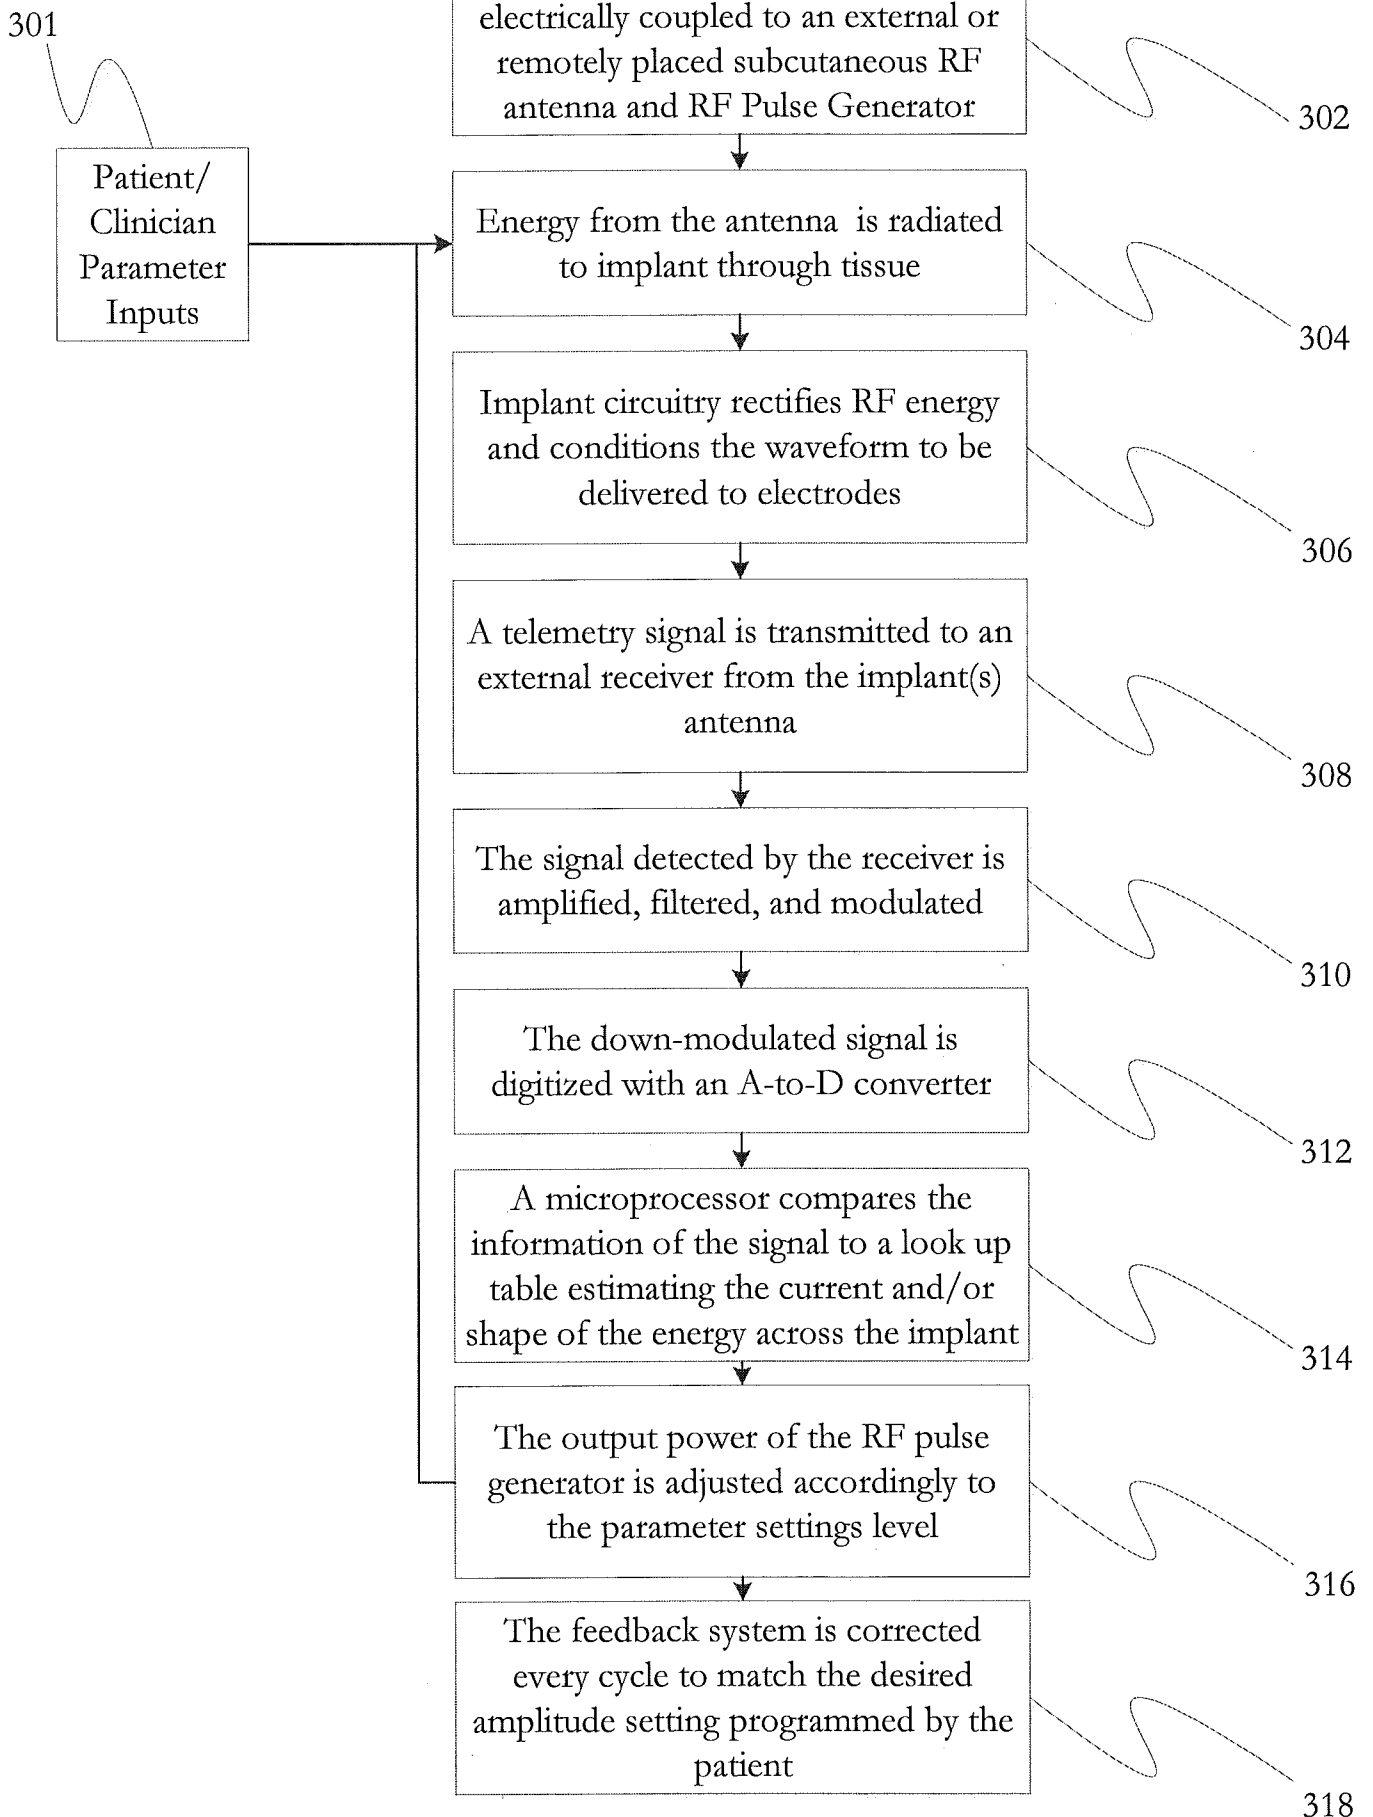 301
electrically coupled to an external or
remotely placed subcutaneous RF
antenna and RF Pulse Generator
302
Patient/
Clinician
Parameter
Inputs
Energy from the antenna is radiated
to implant through tissue
304
Implant circuitry rectifies RF energy
and conditions the waveform to be
delivered to electrodes
306
A telemetry signal is transmitted to an
external receiver from the implant(s)
antenna
308
The signal detected by the receiver is
amplified, filtered, and modulated
310
The down-modulated signal is
digitized with an A-to-D converter
312
A microprocessor compares the
information of the signal to a look up
table estimating the current and/or
shape of the energy across the implant
314
The output power of the RF pulse
generator is adjusted accordingly to
the parameter settings level
316
The feedback system is corrected
every cycle to match the desired
amplitude setting programmed by the
patient
318